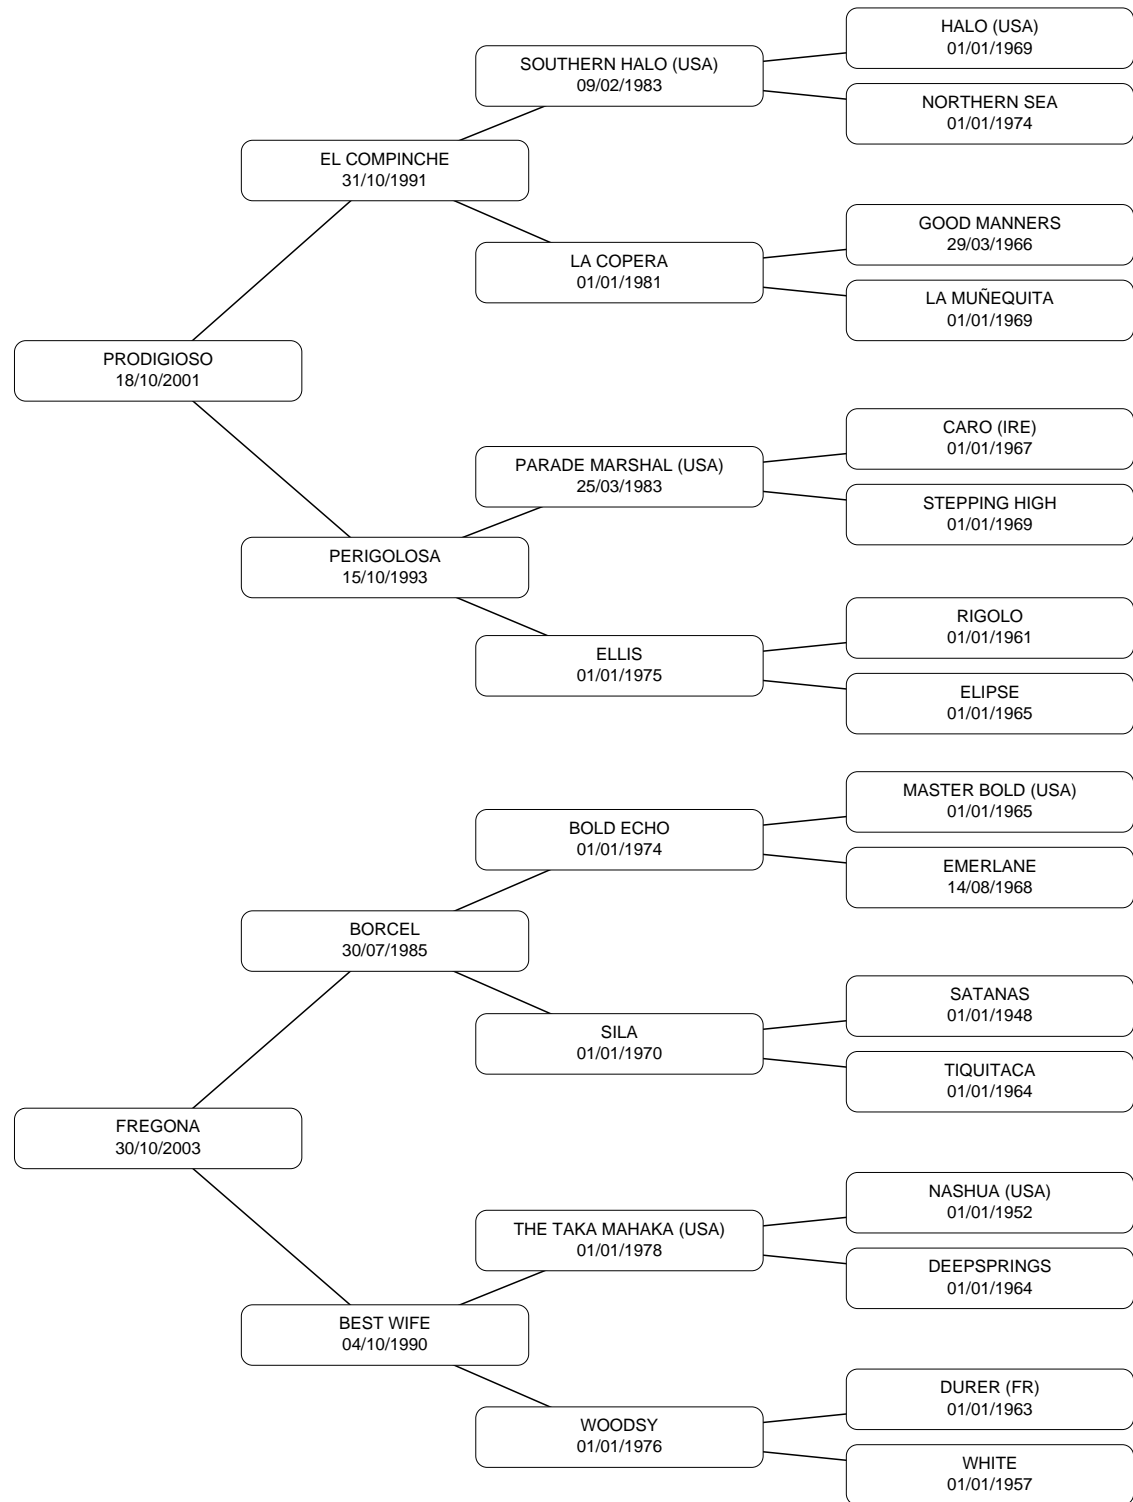 HALO (USA)
01/01/1969
SOUTHERN HALO (USA)
09/02/1983
NORTHERN SEA
01/01/1974
EL COMPINCHE
31/10/1991
GOOD MANNERS
29/03/1966
LA COPERA
01/01/1981
LA MUÑEQUITA
01/01/1969
PRODIGIOSO
18/10/2001
CARO (IRE)
01/01/1967
PARADE MARSHAL (USA)
25/03/1983
STEPPING HIGH
01/01/1969
PERIGOLOSA
15/10/1993
RIGOLO
01/01/1961
ELLIS
01/01/1975
ELIPSE
01/01/1965
MASTER BOLD (USA)
01/01/1965
BOLD ECHO
01/01/1974
EMERLANE
14/08/1968
BORCEL
30/07/1985
SATANAS
01/01/1948
SILA
01/01/1970
TIQUITACA
01/01/1964
FREGONA
30/10/2003
NASHUA (USA)
01/01/1952
THE TAKA MAHAKA (USA)
01/01/1978
DEEPSPRINGS
01/01/1964
BEST WIFE
04/10/1990
DURER (FR)
01/01/1963
WOODSY
01/01/1976
WHITE
01/01/1957